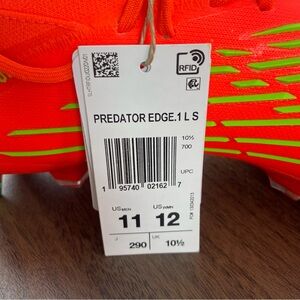 RFID
PREDATOR EDGE.1 L S
10½
700
UPC
1 95740 02162 7
US MEN
US WMN
11
12
J
UK
290
10½